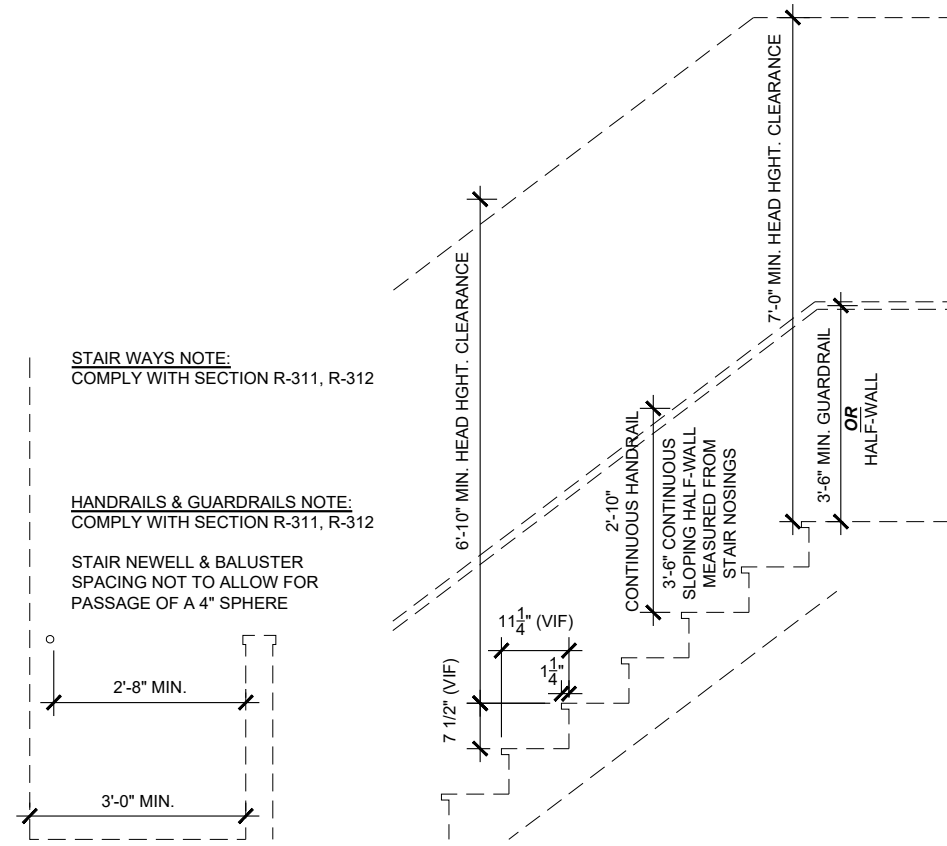 STAIR WAYS NOTE:
COMPLY WITH SECTION R-311, R-312
HANDRAILS & GUARDRAILS NOTE:
COMPLY WITH SECTION R-311, R-312
STAIR NEWELL & BALUSTER
SPACING NOT TO ALLOW FOR
PASSAGE OF A 4" SPHERE
2'-8" MIN.
3'-0" MIN.
6'-10" MIN. HEAD HGHT. CLEARANCE
7 1/2" (VIF)
11 1/4" (VIF)
1 1/4"
2'-10"
CONTINUOUS HANDRAIL
3'-6" CONTINUOUS
SLOPING HALF-WALL
MEASURED FROM
STAIR NOSINGS
7'-0" MIN. HEAD HGHT. CLEARANCE
3'-6" MIN. GUARDRAIL
OR
HALF-WALL